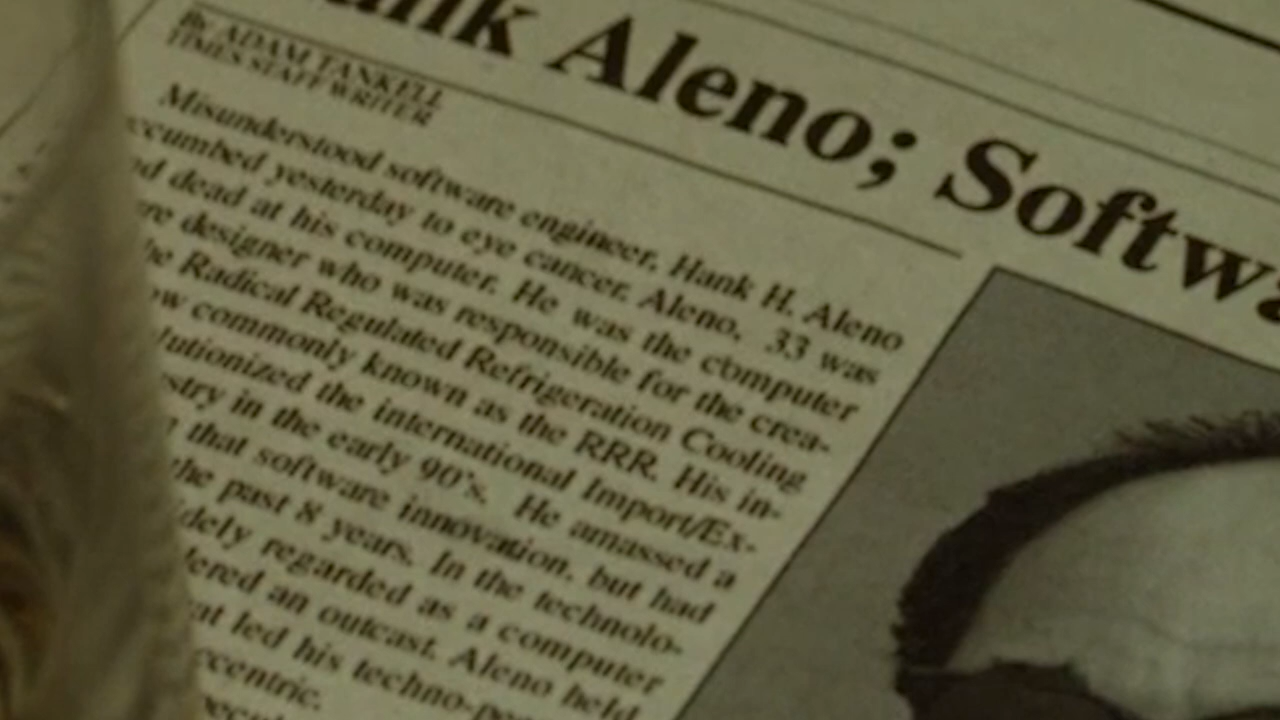 Aleno; Softwa
By ADAM TANKELL
TIMES STAFF WRITER
Misunderstood software engineer, Hank H. Aleno
ccumbed yesterday to eye cancer. Aleno, 33 was
d dead at his computer. He was the computer
re designer who was responsible for the crea-
he Radical Regulated Refrigeration Cooling
w commonly known as the RRR. His in-
lutionized the international Import/Ex-
stry in the early 90's. He amassed a
that software innovation, but had
he past 8 years. In the technolo-
dely regarded as a computer
ered an outcast. Aleno held
at led his techno-
ccentric.